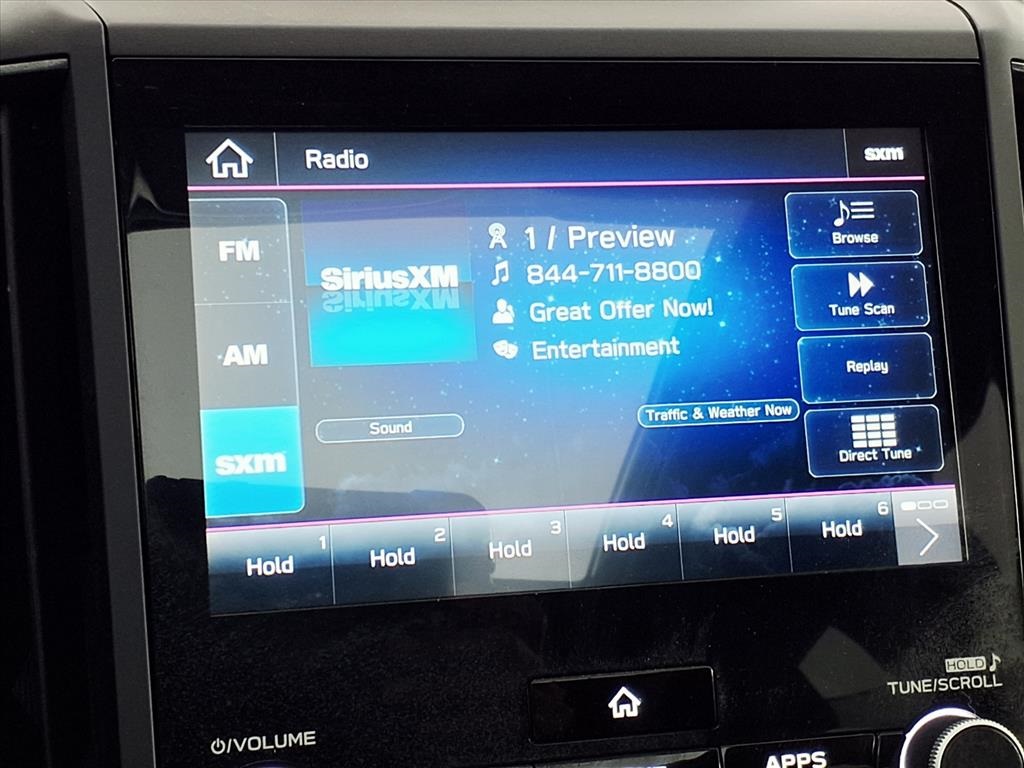 Radio
sxm
FM
AM
sxm
SiriusXM
1 / Preview
844-711-8800
Great Offer Now!
Entertainment
Sound
Traffic & Weather Now
Browse
Tune Scan
Replay
Direct Tune
1 Hold
2 Hold
3 Hold
4 Hold
5 Hold
6 Hold
HOLD
TUNE/SCROLL
/VOLUME
APPS